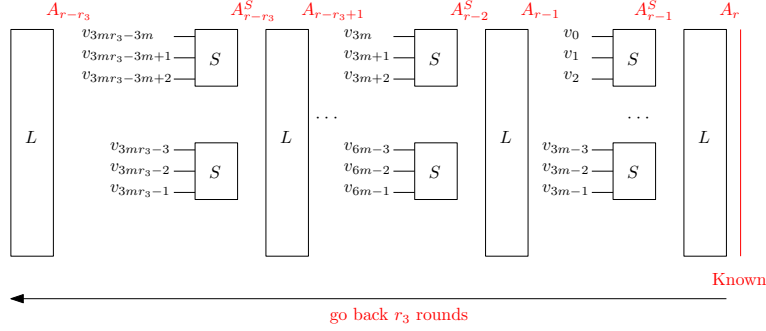 A_{r−r_3} A^S_{r−r_3} A_{r−r_3+1} A^S_{r−2} A_{r−1} A^S_{r−1} A_r
v_{3mr_3−3m} v_{3m} v_0
v_{3mr_3−3m+1} S v_{3m+1} S v_1 S
v_{3mr_3−3m+2} v_{3m+2} v_2
... ...
L L L L
v_{3mr_3−3} v_{6m−3} v_{3m−3}
v_{3mr_3−2} S v_{6m−2} S v_{3m−2} S
v_{3mr_3−1} v_{6m−1} v_{3m−1}
Known
go back r_3 rounds